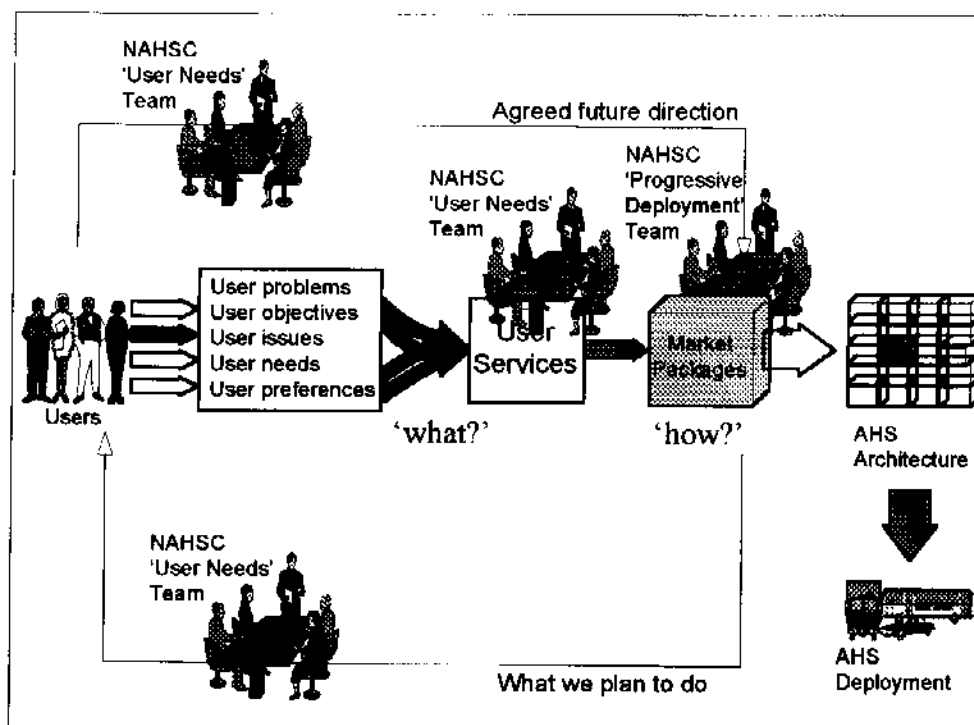 NAHSC
'User Needs'
Team
Agreed future direction
NAHSC
'User Needs'
Team
NAHSC
'Progressive
Deployment'
Team
User problems
User objectives
User issues
User needs
User preferences
Users
User
Services
Market
Packages
'what?'
'how?'
AHS
Architecture
NAHSC
'User Needs'
Team
What we plan to do
AHS
Deployment